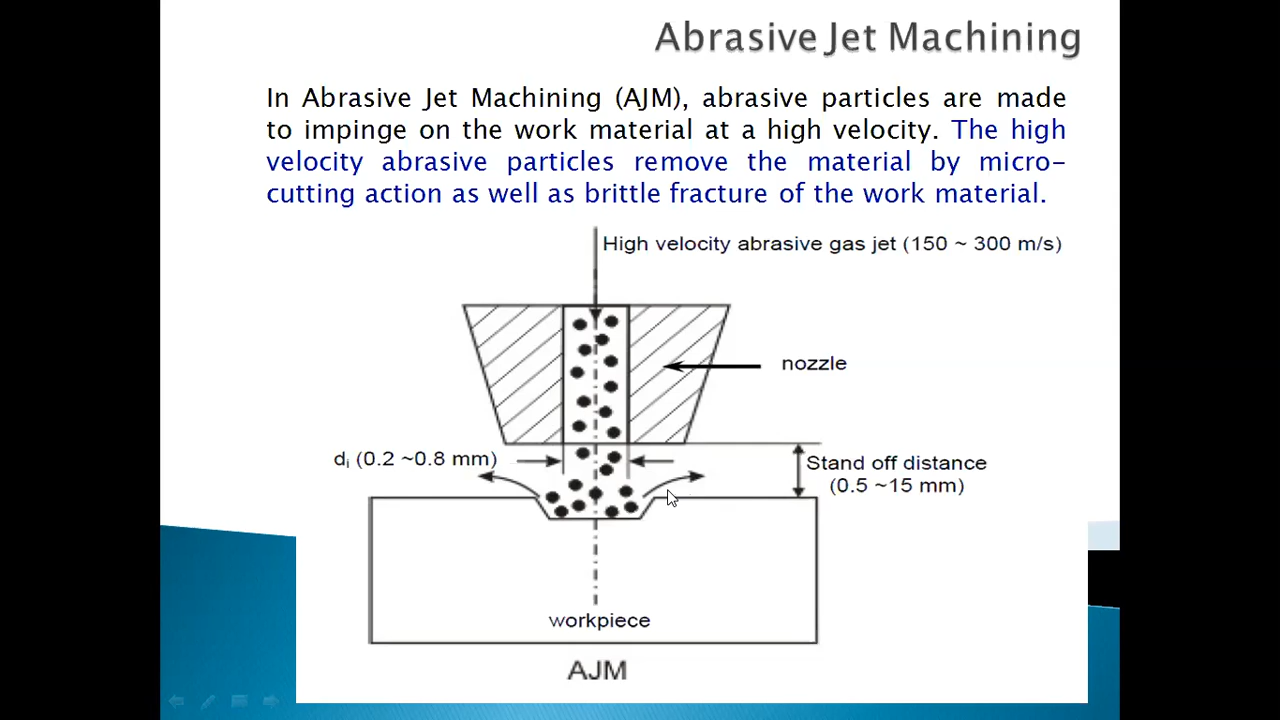 Abrasive Jet Machining
In Abrasive Jet Machining (AJM), abrasive particles are made
to impinge on the work material at a high velocity. The high
velocity abrasive particles remove the material by micro-
cutting action as well as brittle fracture of the work material.
High velocity abrasive gas jet (150 ~ 300 m/s)
nozzle
dᵢ (0.2 ~0.8 mm)
Stand off distance
(0.5 ~15 mm)
workpiece
AJM